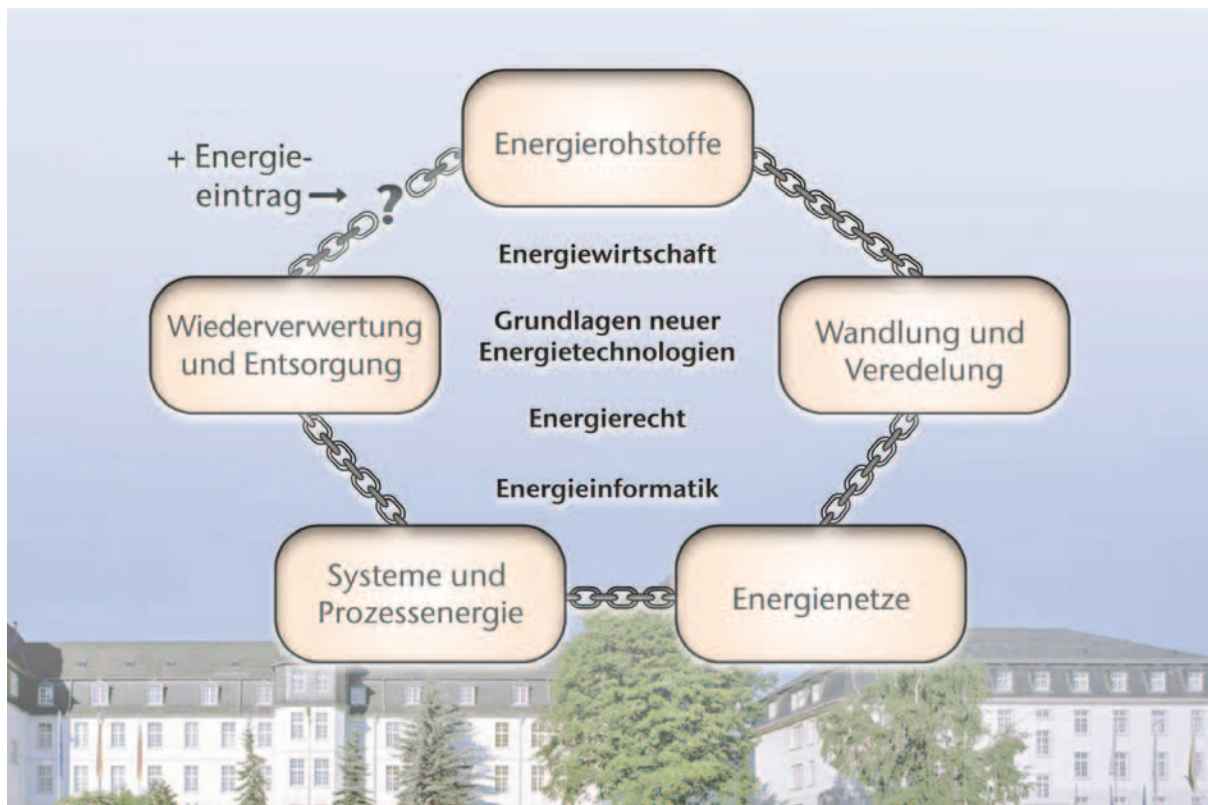 Energierohstoffe
+ Energie-
eintrag →
?
Energiewirtschaft
Wiederverwertung
und Entsorgung
Grundlagen neuer
Energietechnologien
Wandlung und
Veredelung
Energierecht
Energieinformatik
Systeme und
Prozessenergie
Energienetze